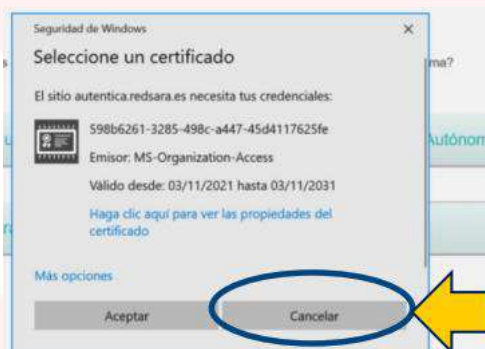 Seguridad de Windows
Seleccione un certificado
ma?
El sitio autentica.redsara.es necesita tus credenciales:
598b6261-3285-498c-a447-45d4117625fe
Autónom
Emisor: MS-Organization-Access
Válido desde: 03/11/2021 hasta 03/11/2031
Haga clic aquí para ver las propiedades del
certificado
Más opciones
Aceptar Cancelar